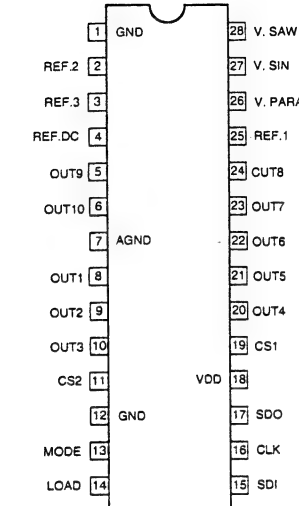 1 GND 28 V. SAW
REF.2 2 27 V. SIN
REF.3 3 26 V. PARA
REF.DC 4 25 REF.1
OUT9 5 24 CUT8
OUT10 6 23 OUT7
7 AGND 22 OUT6
OUT1 8 21 OUT5
OUT2 9 20 OUT4
OUT3 10 19 CS1
CS2 11 VDD 18
12 GND 17 SDO
MODE 13 16 CLK
LOAD 14 15 SDI